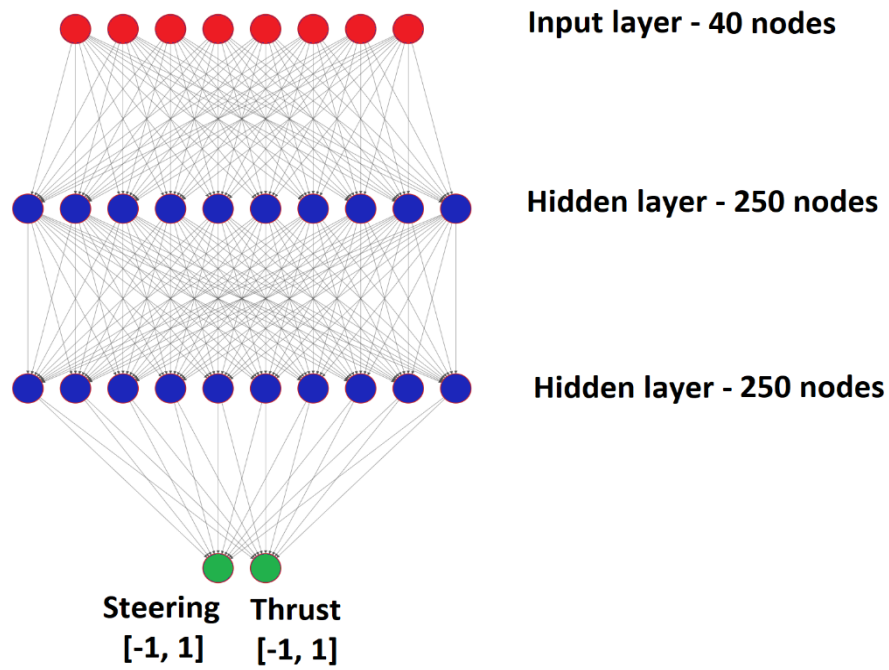 Input layer - 40 nodes
Hidden layer - 250 nodes
Hidden layer - 250 nodes
Steering Thrust
[-1, 1] [-1, 1]